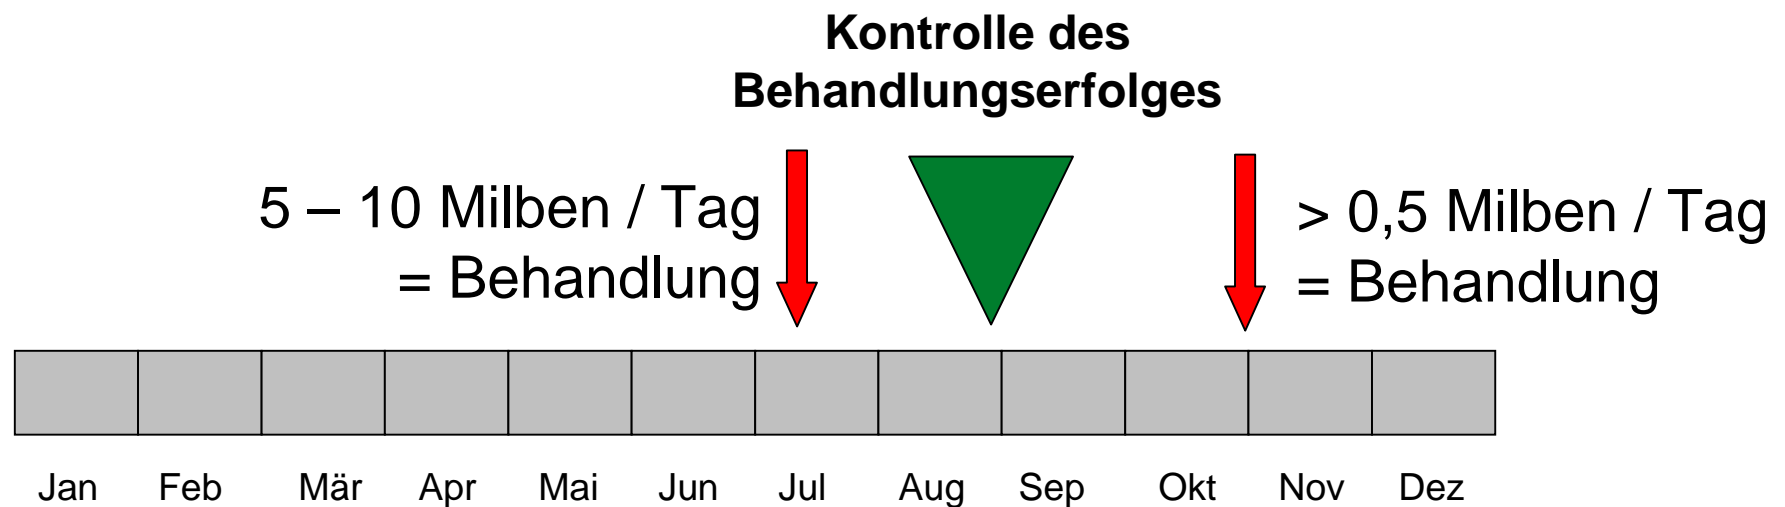 Kontrolle des
Behandlungserfolges
5 – 10 Milben / Tag
= Behandlung
> 0,5 Milben / Tag
= Behandlung
Jan Feb Mär Apr Mai Jun Jul Aug Sep Okt Nov Dez